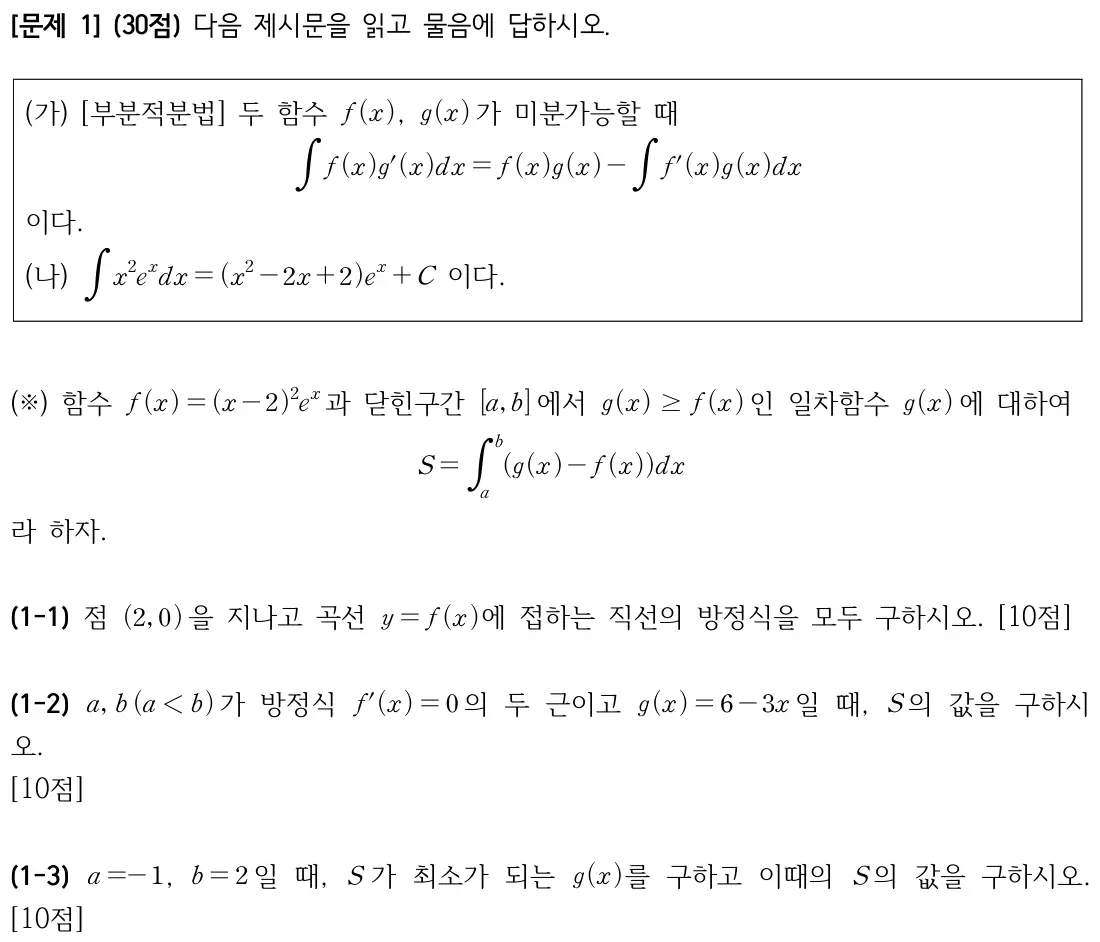 [문제 1] (30점) 다음 제시문을 읽고 물음에 답하시오.
(가) [부분적분법] 두 함수 f(x), g(x)가 미분가능할 때
∫f(x)g′(x)dx = f(x)g(x) − ∫f′(x)g(x)dx
이다.
(나) ∫x²eˣdx = (x² − 2x + 2)eˣ + C 이다.
(※) 함수 f(x) = (x−2)²eˣ과 닫힌구간 [a, b]에서 g(x) ≥ f(x)인 일차함수 g(x)에 대하여
S = ∫ₐᵇ(g(x) − f(x))dx
라 하자.
(1-1) 점 (2, 0)을 지나고 곡선 y = f(x)에 접하는 직선의 방정식을 모두 구하시오. [10점]
(1-2) a, b (a < b)가 방정식 f′(x) = 0의 두 근이고 g(x) = 6 − 3x일 때, S의 값을 구하시
오.
[10점]
(1-3) a = −1, b = 2일 때, S가 최소가 되는 g(x)를 구하고 이때의 S의 값을 구하시오.
[10점]